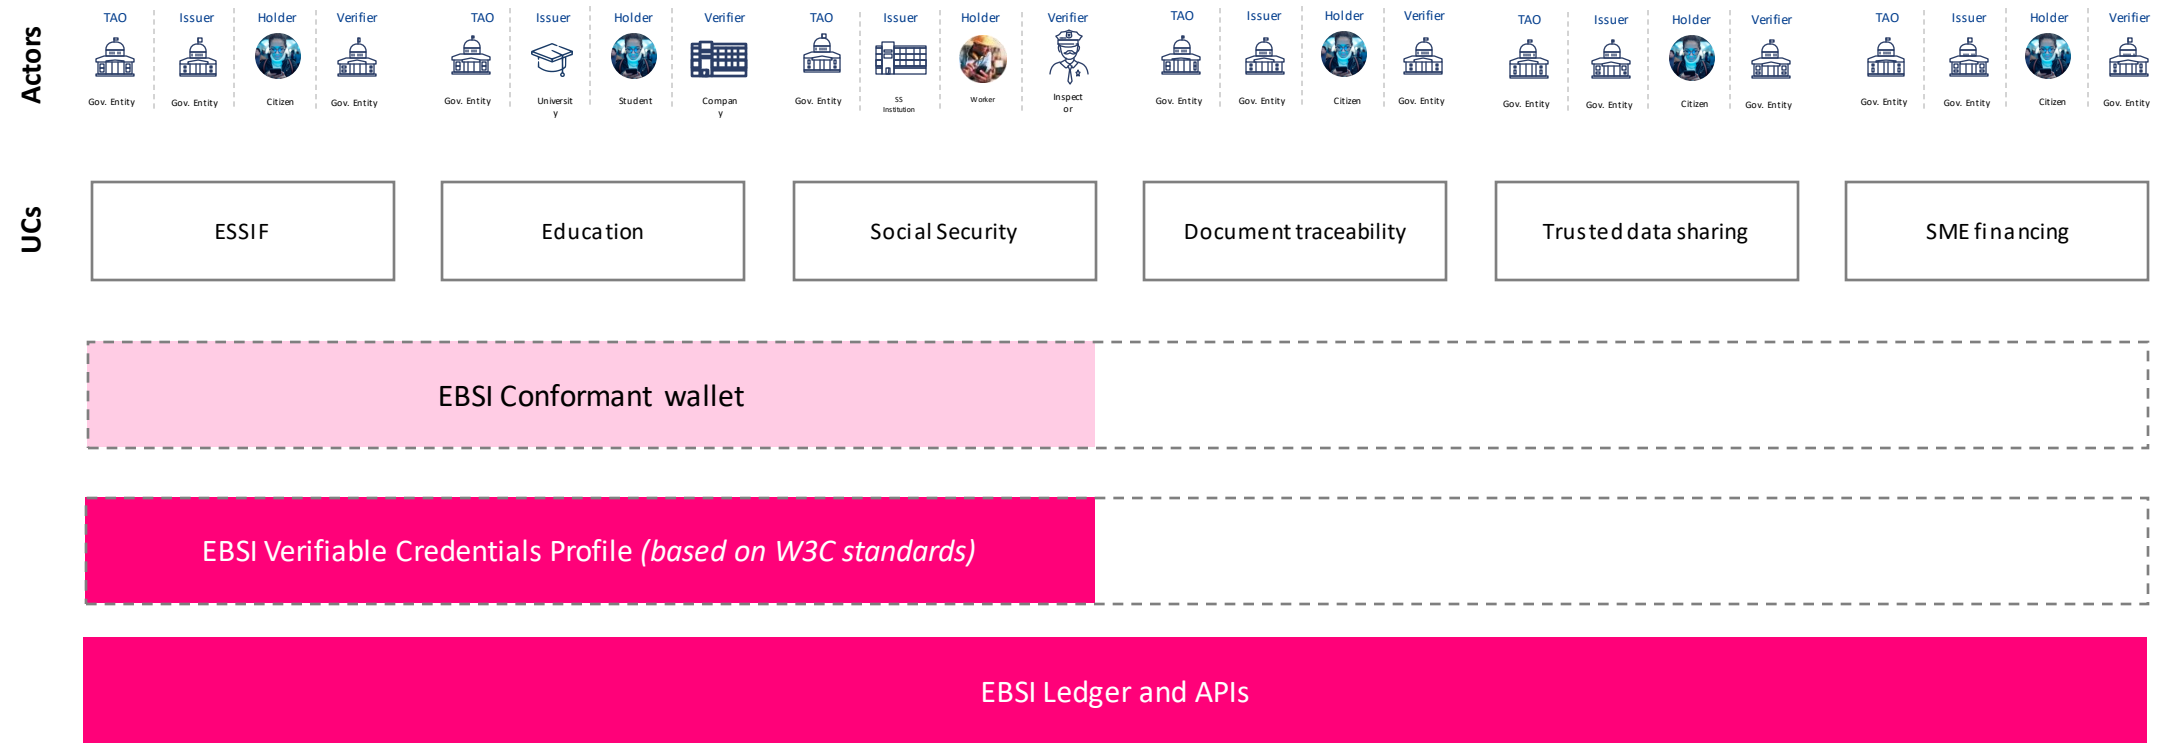 Actors
TAO Issuer Holder Verifier
Gov. Entity Gov. Entity Citizen Gov. Entity
TAO Issuer Holder Verifier
Gov. Entity Universit
y Student Compan
y
TAO Issuer Holder Verifier
Gov. Entity SS
Institution Worker Inspect
or
TAO Issuer Holder Verifier
Gov. Entity Gov. Entity Citizen Gov. Entity
TAO Issuer Holder Verifier
Gov. Entity Gov. Entity Citizen Gov. Entity
TAO Issuer Holder Verifier
Gov. Entity Gov. Entity Citizen Gov. Entity
UCs
ESSIF
Education
Social Security
Document traceability
Trusted data sharing
SME financing
EBSI Conformant wallet
EBSI Verifiable Credentials Profile (based on W3C standards)
EBSI Ledger and APIs